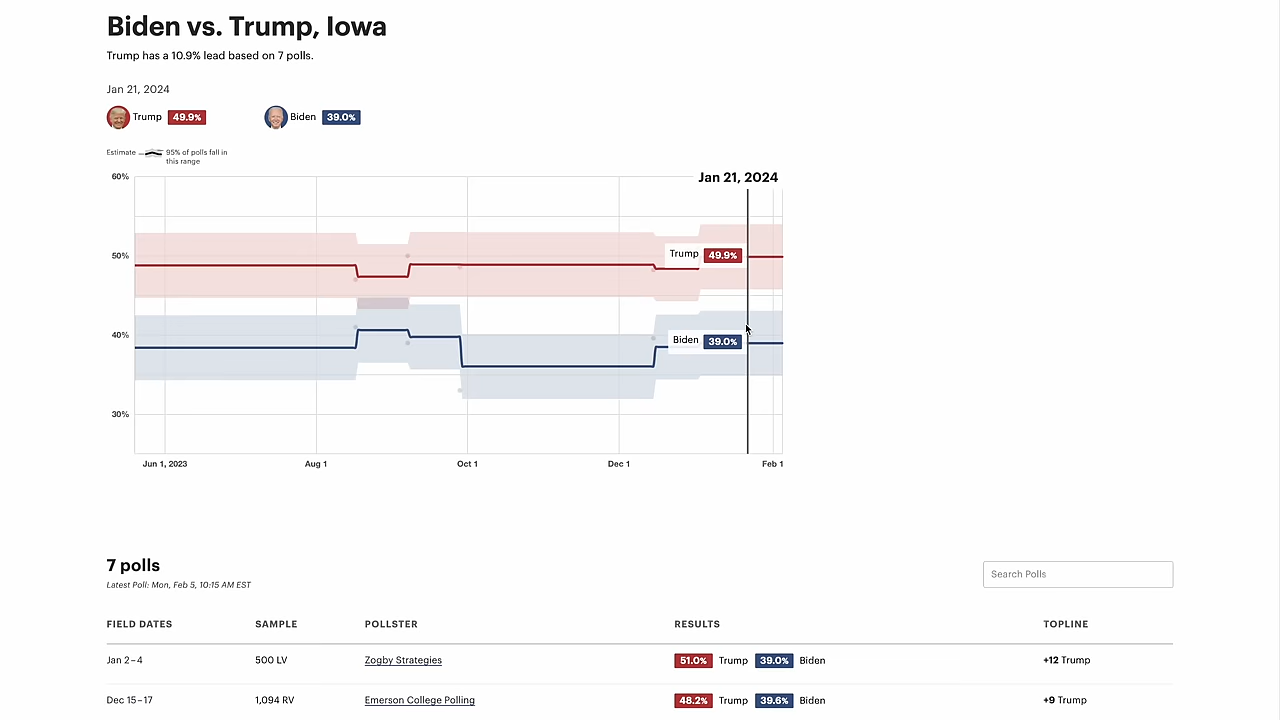 Biden vs. Trump, Iowa
Trump has a 10.9% lead based on 7 polls.
Jan 21, 2024
Trump 49.9% Biden 39.0%
Estimate 95% of polls fall in
this range
60%
Jan 21, 2024
50%
Trump 49.9%
40%
Biden 39.0%
30%
Jun 1, 2023 Aug 1 Oct 1 Dec 1 Feb 1
7 polls
Latest Poll: Mon, Feb 5, 10:15 AM EST
Search Polls
FIELD DATES SAMPLE POLLSTER RESULTS TOPLINE
Jan 2–4 500 LV Zogby Strategies 51.0% Trump 39.0% Biden +12 Trump
Dec 15–17 1,094 RV Emerson College Polling 48.2% Trump 39.6% Biden +9 Trump